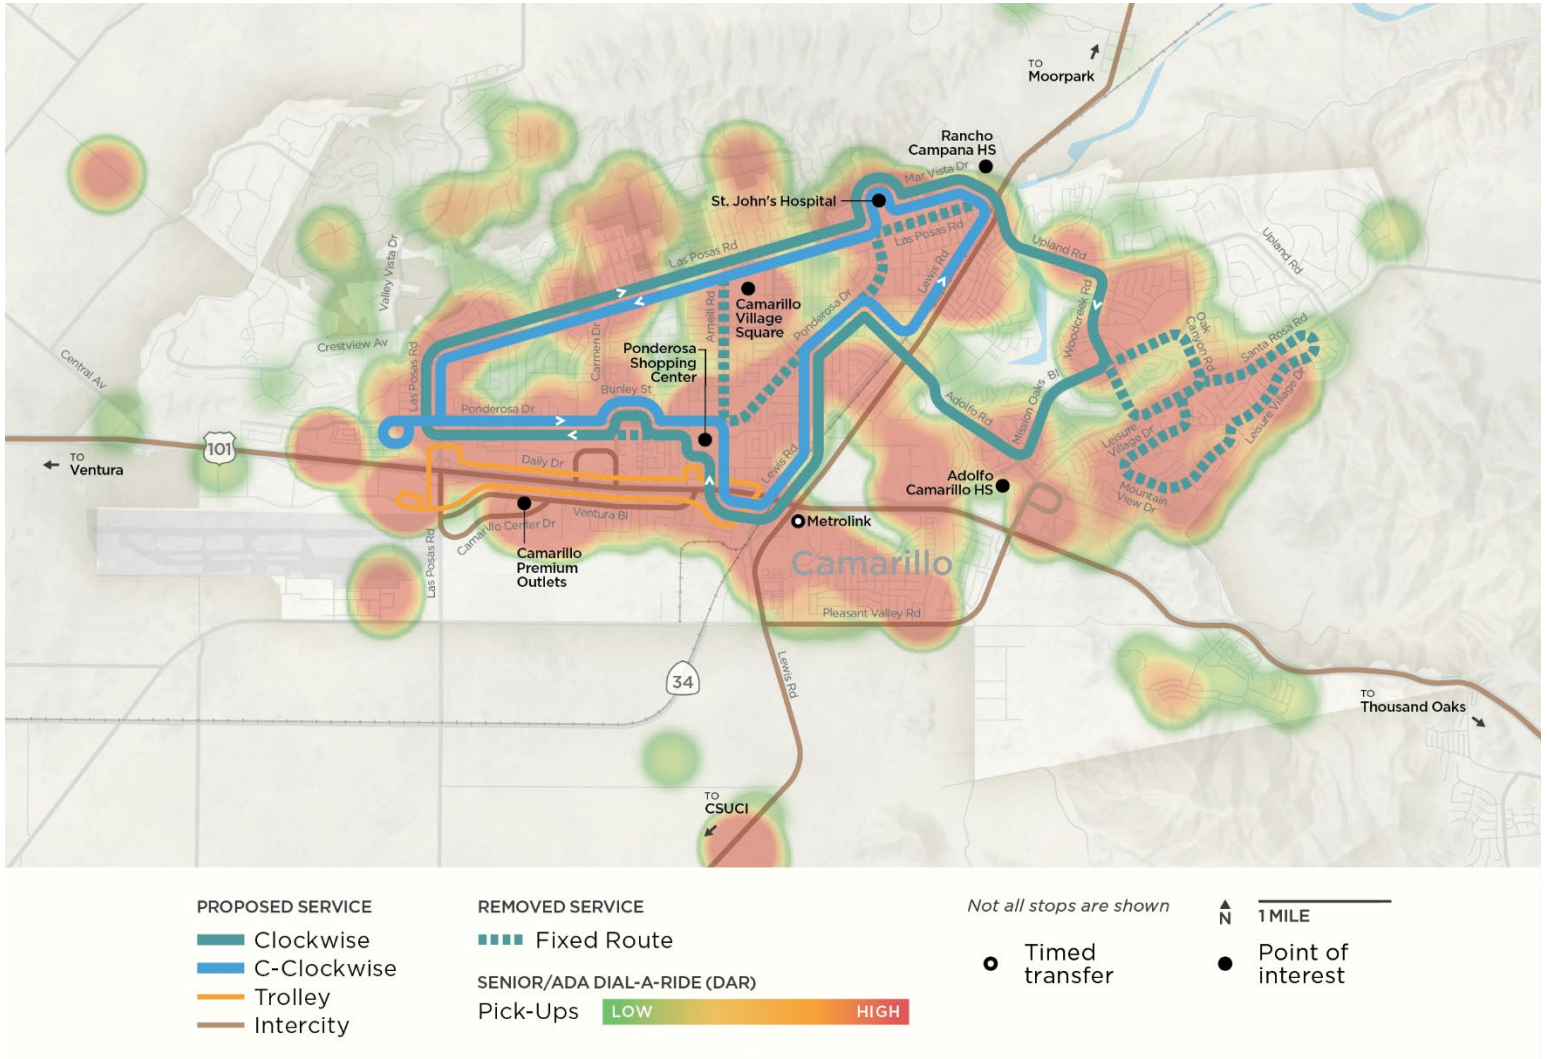 TO
Moorpark
Rancho
Campana HS
Mar Vista Dr
St. John's Hospital
Las Posas Rd
Upland Rd
Upland Rd
Las Posas Rd
Valley Vista Dr
Lewis Rd
Woodcreek Rd
Arneill Rd
Camarillo
Village
Square
Ponderosa Dr
Oak
Canyon Rd
Santa Rosa Rd
Crestview Av
Carmen Dr
Ponderosa
Shopping
Center
Central Av
Las Posas Rd
Bunley St
Mission Oaks Bl
Leisure Village Dr
Ponderosa Dr
Adolfo Rd
Leisure
Village Dr
101
TO
Ventura
Daily Dr
Lewis Rd
Adolfo
Camarillo HS
Mountain
View Dr
Camarillo Center Dr
Ventura Bl
Metrolink
Las Posas Rd
Camarillo
Premium
Outlets
Camarillo
Pleasant Valley Rd
34
Lewis Rd
TO
Thousand Oaks
TO
CSUCI
PROPOSED SERVICE
Clockwise
C-Clockwise
Trolley
Intercity
REMOVED SERVICE
Fixed Route
SENIOR/ADA DIAL-A-RIDE (DAR)
Pick-Ups
LOW
HIGH
Not all stops are shown
N
1 MILE
Timed
transfer
Point of
interest